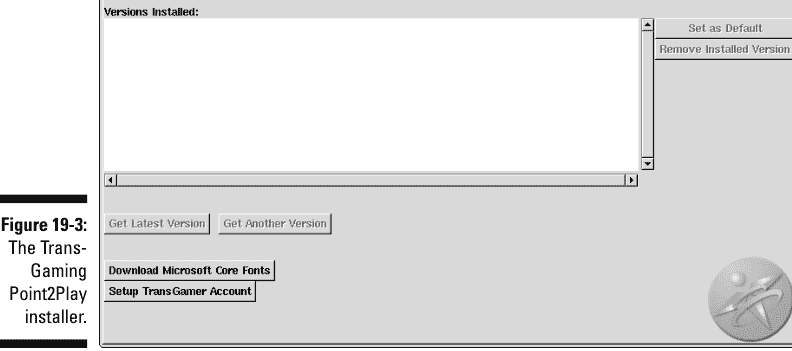 Versions Installed:
Set as Default
Remove Installed Version
Get Latest Version
Get Another Version
Download Microsoft Core Fonts
Setup TransGamer Account
Figure 19-3:
The Trans-
Gaming
Point2Play
installer.